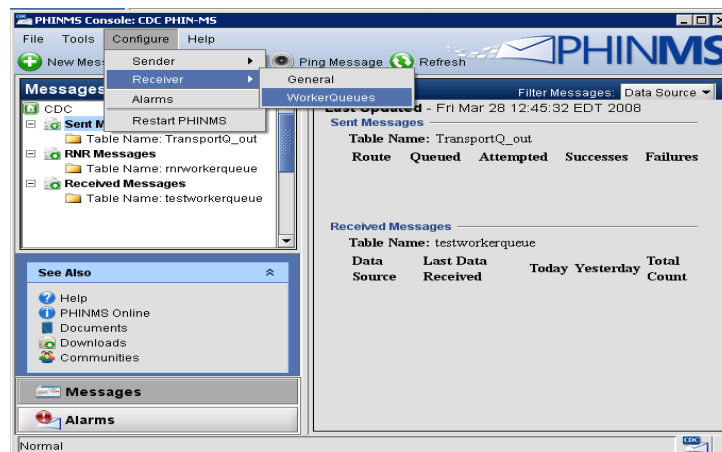 PHINMS Console: CDC PHIN-MS
File Tools Configure Help
New Mess Ping Message Refresh
Sender
Receiver
Alarms
Restart PHINMS
General
WorkerQueues
PHINMS
Messages
Filter Messages: Data Source
CDC
Sent M
Table Name: TransportQ_out
RNR Messages
Table Name: rnrworkerqueue
Received Messages
Table Name: testworkerqueue
Last Updated - Fri Mar 28 12:45:32 EDT 2008
Sent Messages
Table Name: TransportQ_out
Route Queued Attempted Successes Failures
Received Messages
Table Name: testworkerqueue
Data Source Last Data Received Today Yesterday Total Count
See Also
Help
PHINMS Online
Documents
Downloads
Communities
Messages
Alarms
Normal
CDC